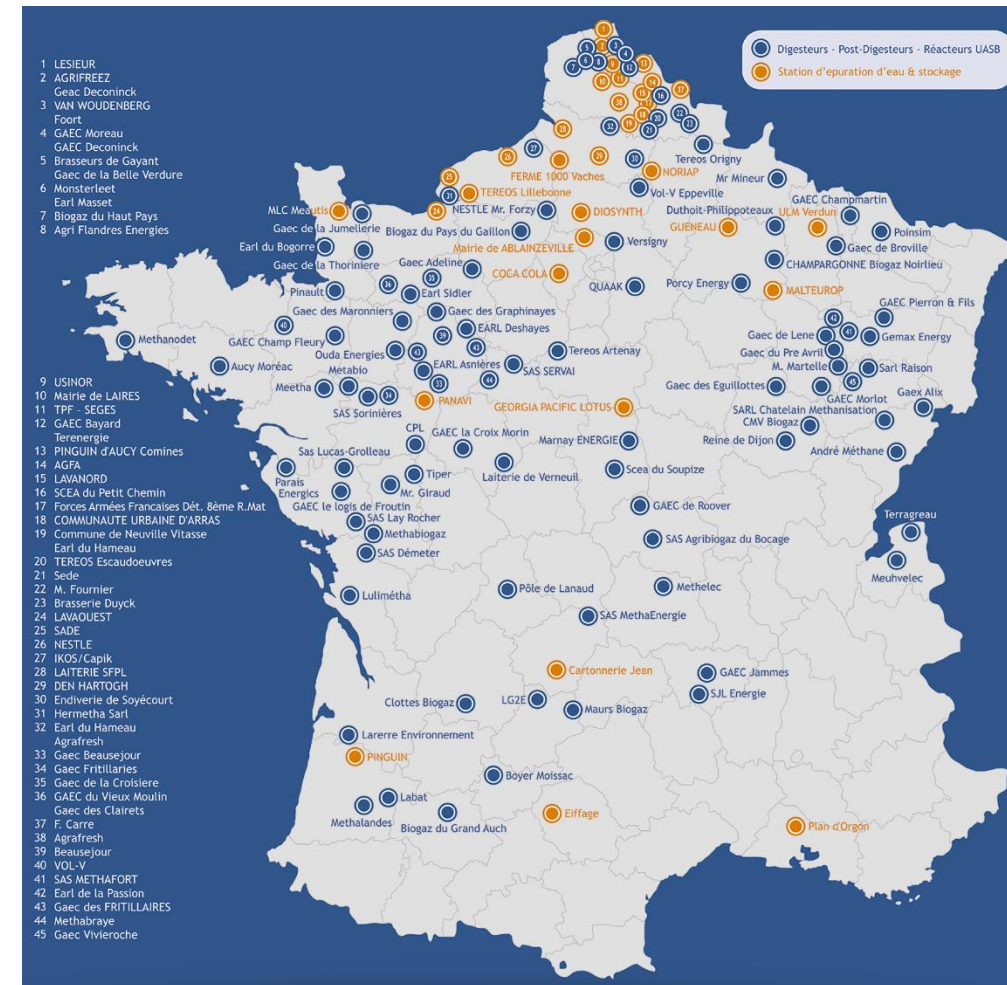 1 LESIEUR
2 AGRIFREEZ
Geac Deconinck
3 VAN WOUDENBERG
Foort
4 GAEC Moreau
GAEC Deconinck
5 Brasseurs de Gayant
Gaec de la Belle Verdure
6 Monsterleet
Earl Masset
7 Biogaz du Haut Pays
8 Agri Flandres Energies
9 USINOR
10 Mairie de LAIRES
11 TPF - SEGES
12 GAEC Bayard
Terenergie
13 PINGUIN d'AUCY Comines
14 AGFA
15 LAVANORD
16 SCEA du Petit Chemin
17 Forces Armées Francaises Dét. 8ème R.Mat
18 COMMUNAUTE URBAINE D'ARRAS
19 Commune de Neuville Vitasse
Earl du Hameau
20 TEREOS Escaudoeuvres
21 Sede
22 M. Fournier
23 Brasserie Duyck
24 LAVAOUEST
25 SADE
26 NESTLE
27 IKOS/Capik
28 LAITERIE SFPL
29 DEN HARTOGH
30 Endiverie de Soyécourt
31 Hermetha Sarl
32 Earl du Hameau
Agrafresh
33 Gaec Beausejour
34 Gaec Fritillaries
35 Gaec de la Croisiere
36 GAEC du Vieux Moulin
Gaec des Clairets
37 F. Carre
38 Agrafresh
39 Beausejour
40 VOL-V
41 SAS METHAFORT
42 Earl de la Passion
43 Gaec des FRITILLAIRES
44 Methabraye
45 Gaec Vivieroche
Digesteurs - Post-Digesteurs - Réacteurs UASB
Station d'epuration d'eau & stockage
Tereos Origny
FERME 1000 Vaches
NORIAP
Mr Mineur
TEREOS Lillebonne
Vol-V Eppeville
GAEC Champmartin
MLC Meautis
NESTLE Mr. Forzy
DIOSYNTH
Duthoit-Philippoteaux
ULM Verdun
Gaec de la Jumellerie
Biogaz du Pays du Gaillon
GUENEAU
Poinsim
Earl du Bogorre
Mairie de ABLAINZEVILLE
Versigny
Gaec de Broville
Gaec de la Thoriniere
Gaec Adeline
CHAMPARGONNE Biogaz Noirlieu
COCA COLA
Pinault
Earl Sidler
QUAAK
Porcy Energy
MALTEUROP
GAEC Pierron & Fils
Gaec des Maronniers
Gaec des Graphinayes
Methanodet
GAEC Champ Fleury
EARL Deshayes
Gaec de Lene
Gemax Energy
Ouda Energies
Tereos Artenay
Gaec du Pre Avril
Aucy Moréac
EARL Asnières
SAS SERVAI
M. Martelle
Sarl Raison
Meetha
Metabio
Gaec des Eguillottes
SAS Sorinières
PANAVI
GEORGIA PACIFIC LOTUS
GAEC Morlot
Gaex Alix
SARL Chatelain Methanisation
CMV Biogaz
CPL
GAEC la Croix Morin
Marnay ENERGIE
Reine de Dijon
André Méthane
Sas Lucas-Grolleau
Parais
Energics
Tiper
Laiterie de Verneuil
Scea du Soupize
Mr. Giraud
GAEC le logis de Froutin
GAEC de Roover
Terragreau
SAS Lay Rocher
Methabiogaz
SAS Agribiogaz du Bocage
SAS Démeter
Meuhvelec
Lulimétha
Pôle de Lanaud
Methelec
SAS MethaEnergie
Cartonnerie Jean
GAEC Jammes
Clottes Biogaz
LG2E
SJL Energie
Maurs Biogaz
Larerre Environnement
PINGUIN
Boyer Moissac
Labat
Methalandes
Biogaz du Grand Auch
Eiffage
Plan d'Orgon